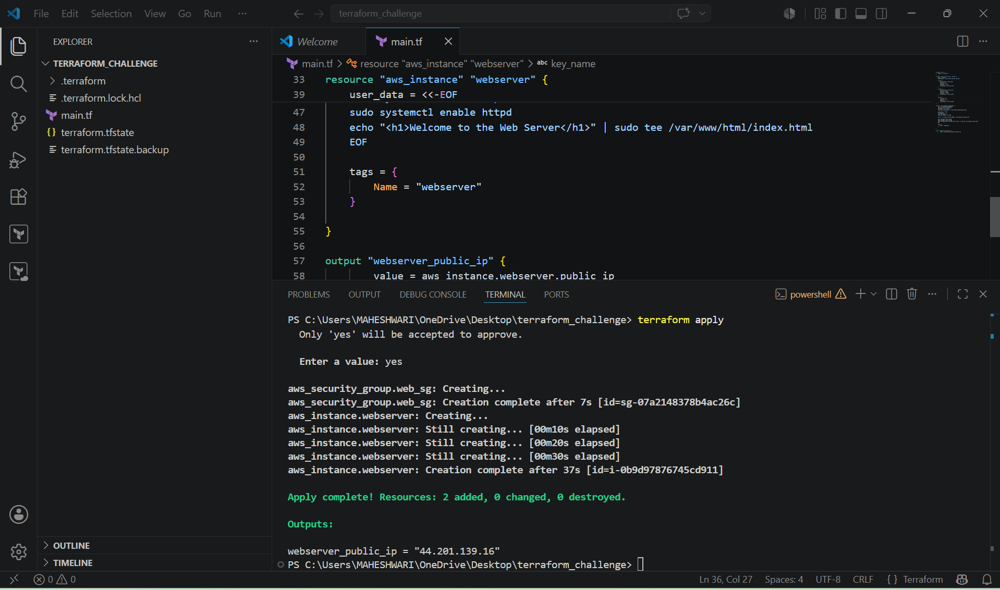 File Edit Selection View Go Run ···
terraform_challenge
EXPLORER
TERRAFORM_CHALLENGE
.terraform
.terraform.lock.hcl
main.tf
terraform.tfstate
terraform.tfstate.backup
OUTLINE
TIMELINE
Welcome
main.tf
main.tf > resource "aws_instance" "webserver" > abc key_name
33 resource "aws_instance" "webserver" {
39 user_data = <<-EOF
47 sudo systemctl enable httpd
48 echo "<h1>Welcome to the Web Server</h1>" | sudo tee /var/www/html/index.html
49 EOF
50
51 tags = {
52 Name = "webserver"
53 }
54
55 }
56
57 output "webserver_public_ip" {
58 value = aws_instance.webserver.public_ip
PROBLEMS OUTPUT DEBUG CONSOLE TERMINAL PORTS
powershell
PS C:\Users\MAHESHWARI\OneDrive\Desktop\terraform_challenge> terraform apply
Only 'yes' will be accepted to approve.
Enter a value: yes
aws_security_group.web_sg: Creating...
aws_security_group.web_sg: Creation complete after 7s [id=sg-07a2148378b4ac26c]
aws_instance.webserver: Creating...
aws_instance.webserver: Still creating... [00m10s elapsed]
aws_instance.webserver: Still creating... [00m20s elapsed]
aws_instance.webserver: Still creating... [00m30s elapsed]
aws_instance.webserver: Creation complete after 37s [id=i-0b9d97876745cd911]
Apply complete! Resources: 2 added, 0 changed, 0 destroyed.
Outputs:
webserver_public_ip = "44.201.139.16"
PS C:\Users\MAHESHWARI\OneDrive\Desktop\terraform_challenge>
0 0
Ln 36, Col 27 Spaces: 4 UTF-8 CRLF { } Terraform